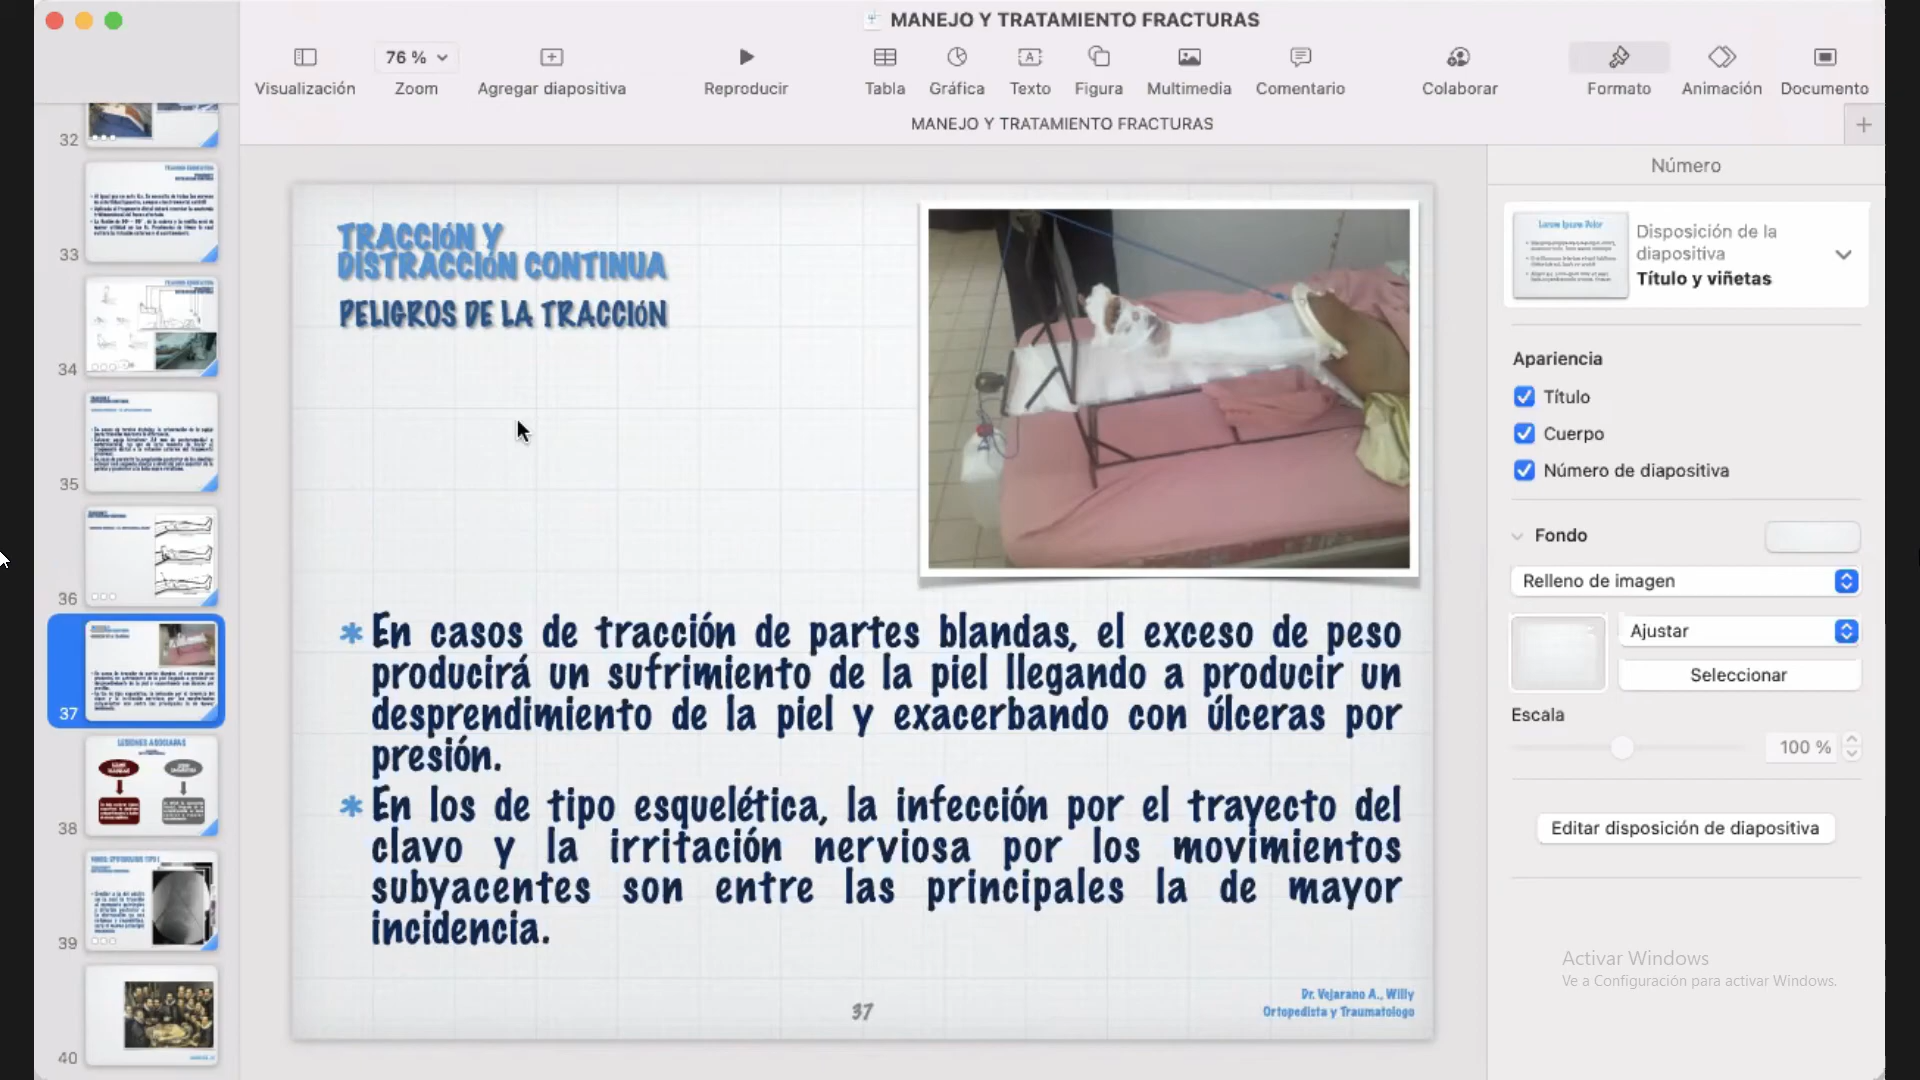 MANEJO Y TRATAMIENTO FRACTURAS
76 %
Visualización
Zoom
Agregar diapositiva
Reproducir
Tabla
Gráfica
Texto
Figura
Multimedia
Comentario
Colaborar
Formato
Animación
Documento
MANEJO Y TRATAMIENTO FRACTURAS
32
33
34
35
36
37
38
LESIONES ASOCIADAS
39
40
TRACCIÓN Y
DISTRACCIÓN CONTINUA
PELIGROS DE LA TRACCIÓN
* En casos de tracción de partes blandas, el exceso de peso
producirá un sufrimiento de la piel llegando a producir un
desprendimiento de la piel y exacerbando con úlceras por
presión.
* En los de tipo esquelética, la infección por el trayecto del
clavo y la irritación nerviosa por los movimientos
subyacentes son entre las principales la de mayor
incidencia.
37
Dr. Vejarano A., Willy
Ortopedista y Traumatologo
Número
Lorem Ipsum Dolor
Disposición de la
diapositiva
Título y viñetas
Apariencia
Título
Cuerpo
Número de diapositiva
Fondo
Relleno de imagen
Ajustar
Seleccionar
Escala
100 %
Editar disposición de diapositiva
Activar Windows
Ve a Configuración para activar Windows.